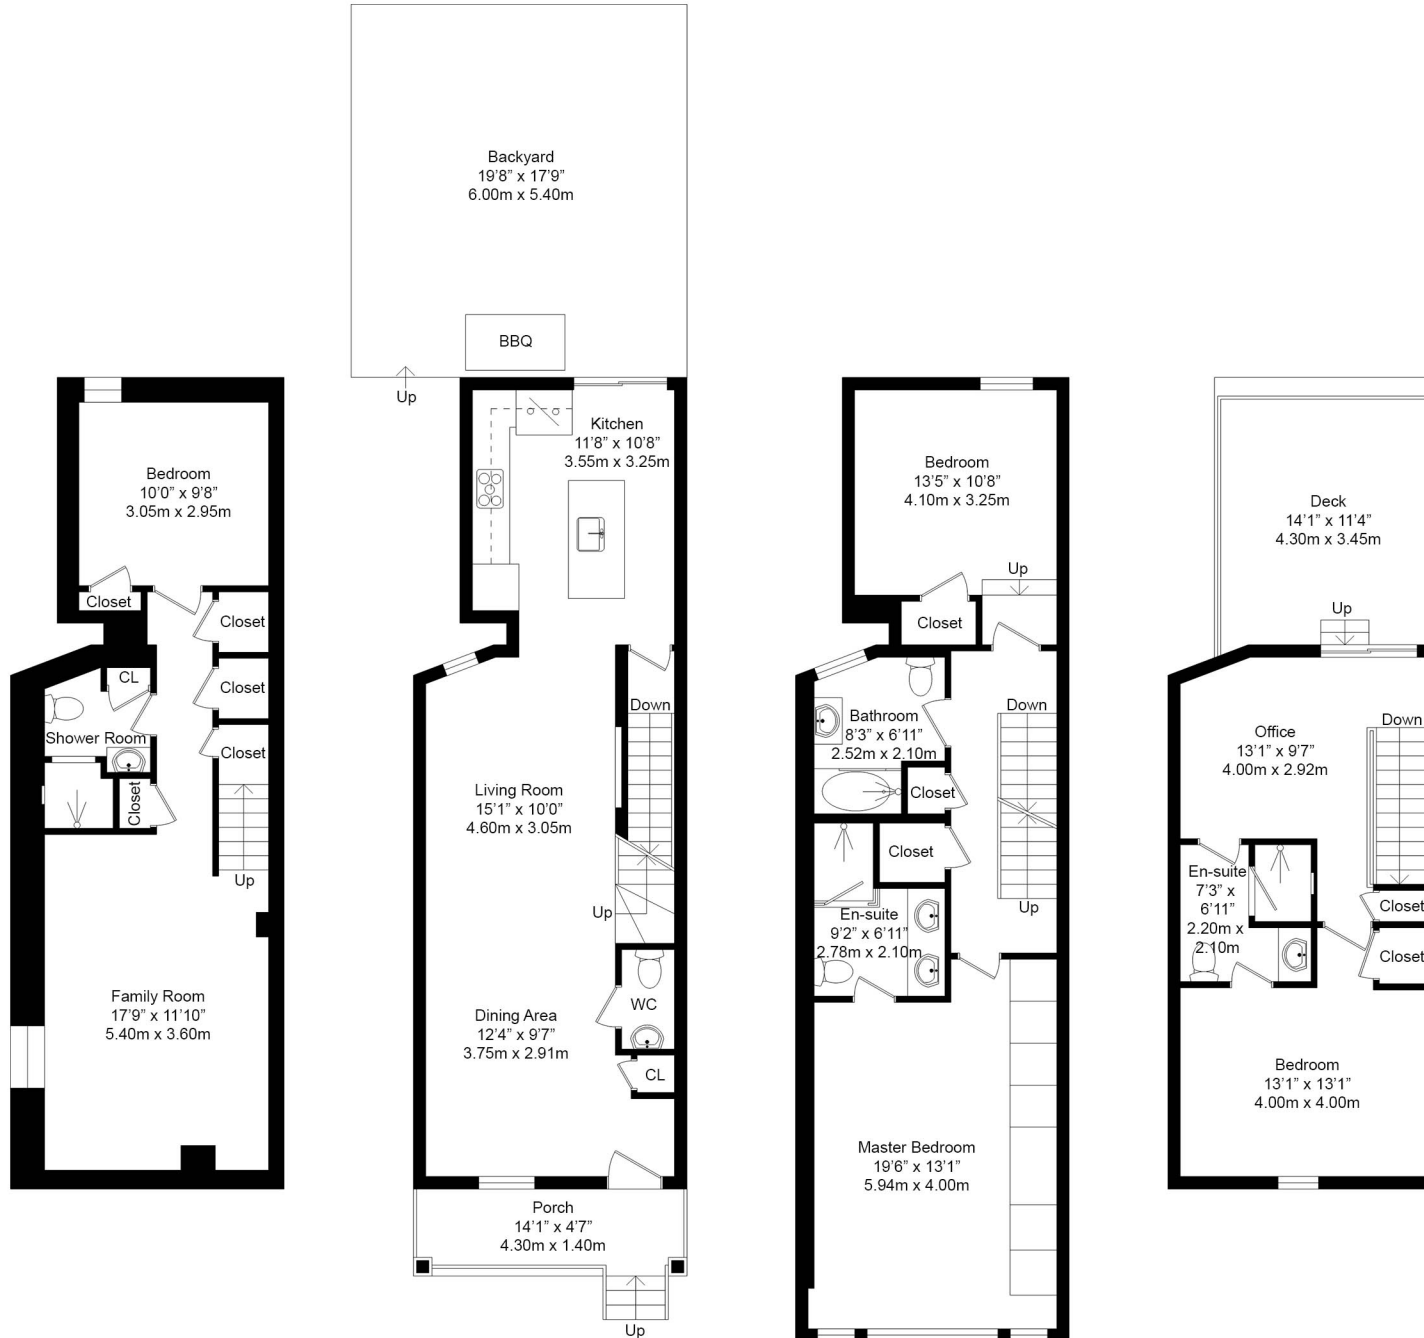 Backyard
19’8” x 17’9”
6.00m x 5.40m
BBQ
Up
Bedroom
10’0” x 9’8”
3.05m x 2.95m
Closet
Closet
Closet
CL
Shower Room
Closet
Closet
Up
Family Room
17’9” x 11’10”
5.40m x 3.60m
Kitchen
11’8” x 10’8”
3.55m x 3.25m
Down
Living Room
15’1” x 10’0”
4.60m x 3.05m
Up
WC
Dining Area
12’4” x 9’7”
3.75m x 2.91m
CL
Porch
14’1” x 4’7”
4.30m x 1.40m
Up
Bedroom
13’5” x 10’8”
4.10m x 3.25m
Up
Closet
Bathroom
8’3” x 6’11”
2.52m x 2.10m
Down
Closet
Closet
Up
En-suite
9’2” x 6’11”
2.78m x 2.10m
Master Bedroom
19’6” x 13’1”
5.94m x 4.00m
Deck
14’1” x 11’4”
4.30m x 3.45m
Up
Office
13’1” x 9’7”
4.00m x 2.92m
Down
En-suite
7’3” x
6’11”
2.20m x
2.10m
Closet
Closet
Bedroom
13’1” x 13’1”
4.00m x 4.00m